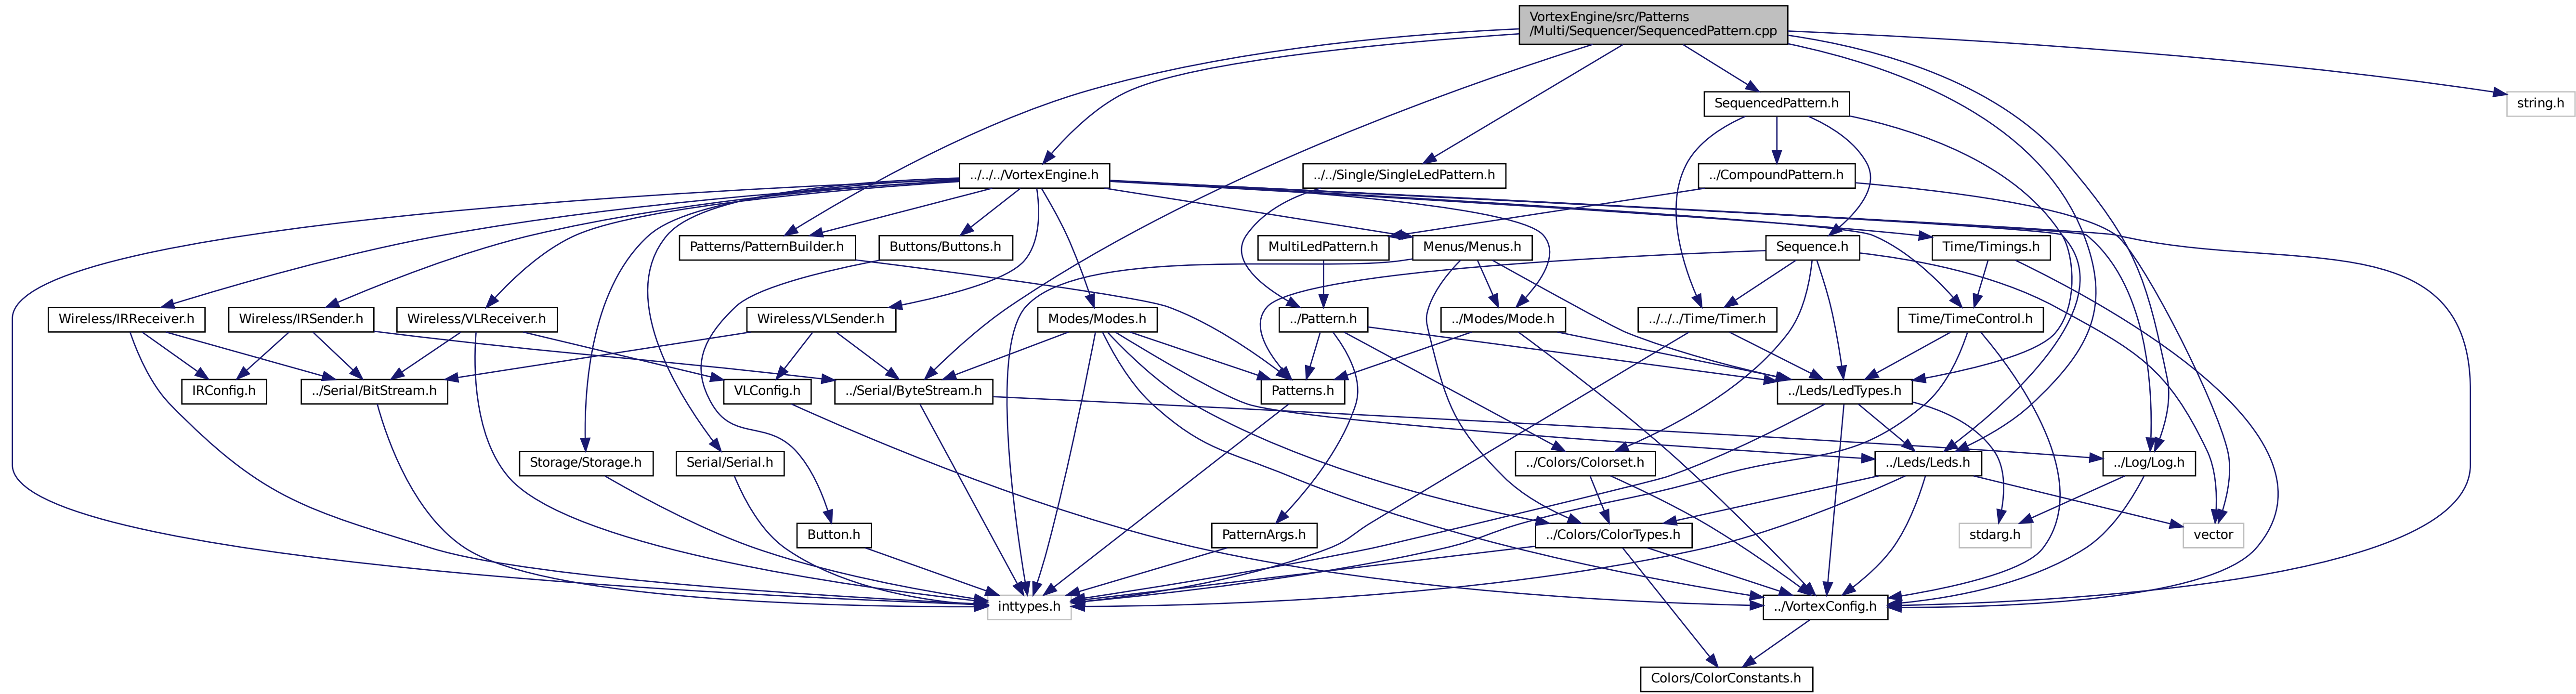 VortexEngine/src/Patterns
/Multi/Sequencer/SequencedPattern.cpp
SequencedPattern.h
string.h
../../../VortexEngine.h
../../Single/SingleLedPattern.h
../CompoundPattern.h
Patterns/PatternBuilder.h
Buttons/Buttons.h
MultiLedPattern.h
Menus/Menus.h
Sequence.h
Time/Timings.h
Wireless/IRReceiver.h
Wireless/IRSender.h
Wireless/VLReceiver.h
Wireless/VLSender.h
Modes/Modes.h
../Pattern.h
../Modes/Mode.h
../../../Time/Timer.h
Time/TimeControl.h
IRConfig.h
../Serial/BitStream.h
VLConfig.h
../Serial/ByteStream.h
Patterns.h
../Leds/LedTypes.h
Storage/Storage.h
Serial/Serial.h
../Colors/Colorset.h
../Leds/Leds.h
../Log/Log.h
Button.h
PatternArgs.h
../Colors/ColorTypes.h
stdarg.h
vector
inttypes.h
../VortexConfig.h
Colors/ColorConstants.h